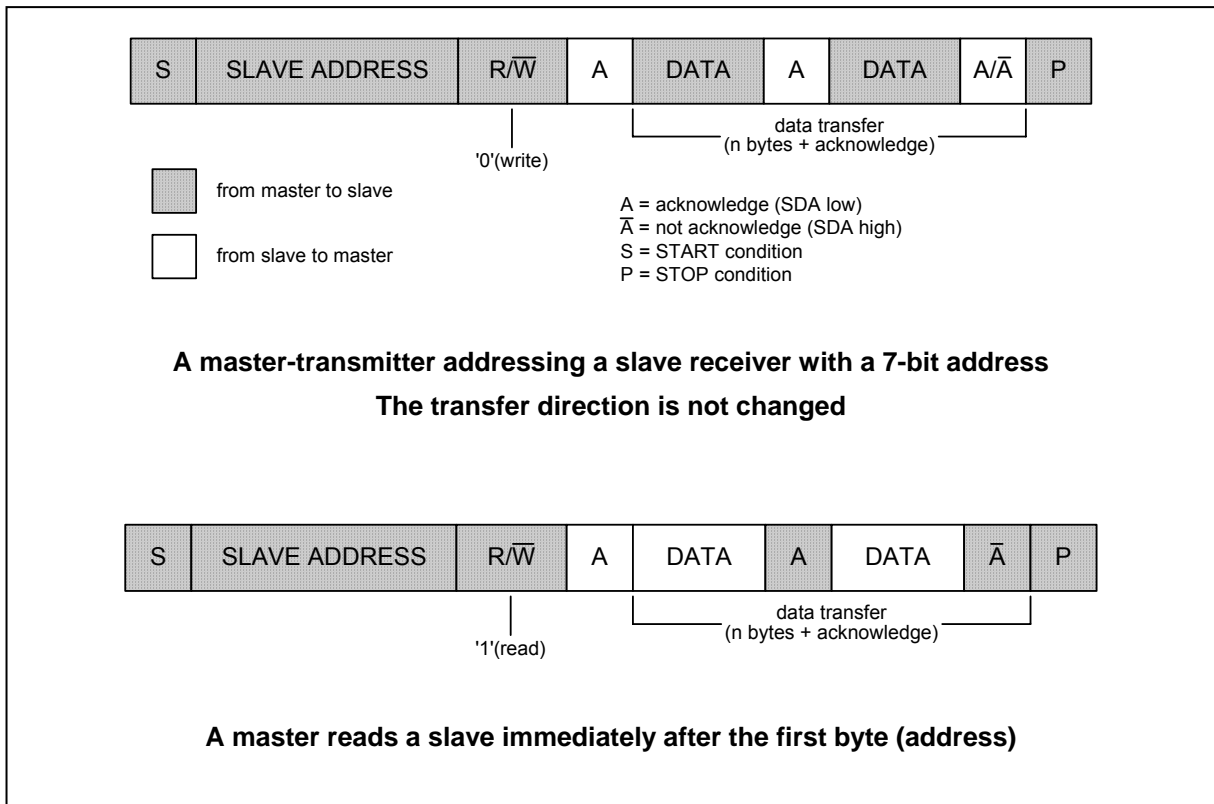 S SLAVE ADDRESS R/W̅ A DATA A DATA A/A̅ P
data transfer
(n bytes + acknowledge)
'0'(write)
from master to slave
from slave to master
A = acknowledge (SDA low)
A̅ = not acknowledge (SDA high)
S = START condition
P = STOP condition
A master-transmitter addressing a slave receiver with a 7-bit address
The transfer direction is not changed
S SLAVE ADDRESS R/W̅ A DATA A DATA A̅ P
data transfer
(n bytes + acknowledge)
'1'(read)
A master reads a slave immediately after the first byte (address)